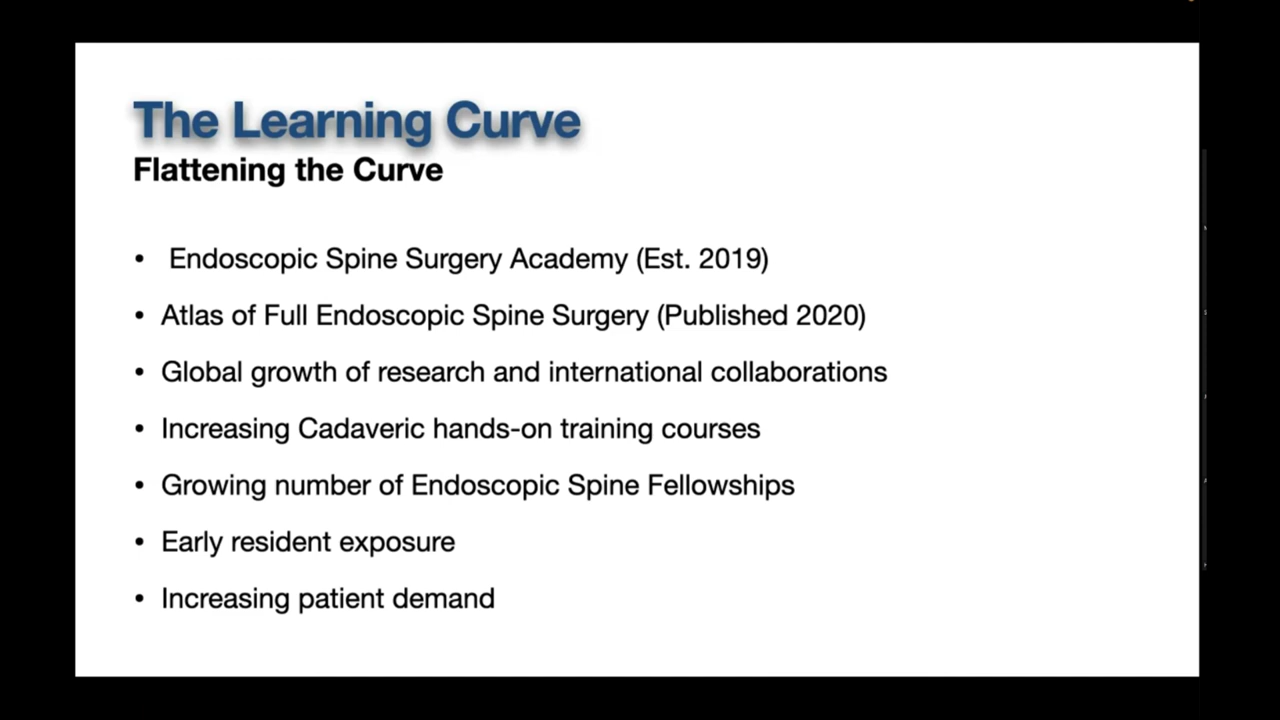 The Learning Curve
Flattening the Curve
• Endoscopic Spine Surgery Academy (Est. 2019)
• Atlas of Full Endoscopic Spine Surgery (Published 2020)
• Global growth of research and international collaborations
• Increasing Cadaveric hands-on training courses
• Growing number of Endoscopic Spine Fellowships
• Early resident exposure
• Increasing patient demand